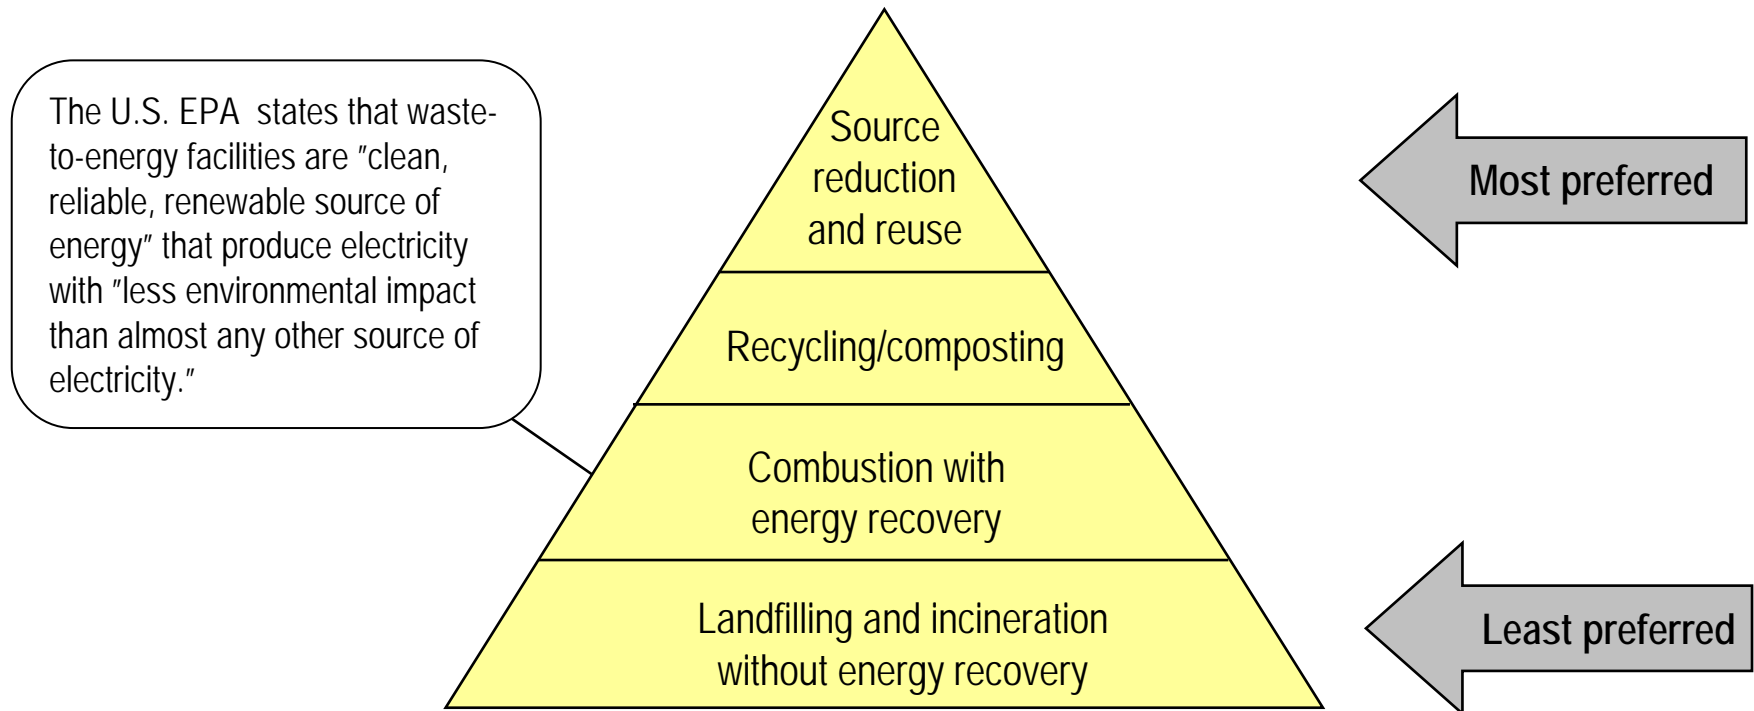 The U.S. EPA states that waste-
to-energy facilities are "clean,
reliable, renewable source of
energy" that produce electricity
with "less environmental impact
than almost any other source of
electricity."
Source
reduction
and reuse
Most preferred
Recycling/composting
Combustion with
energy recovery
Landfilling and incineration
without energy recovery
Least preferred